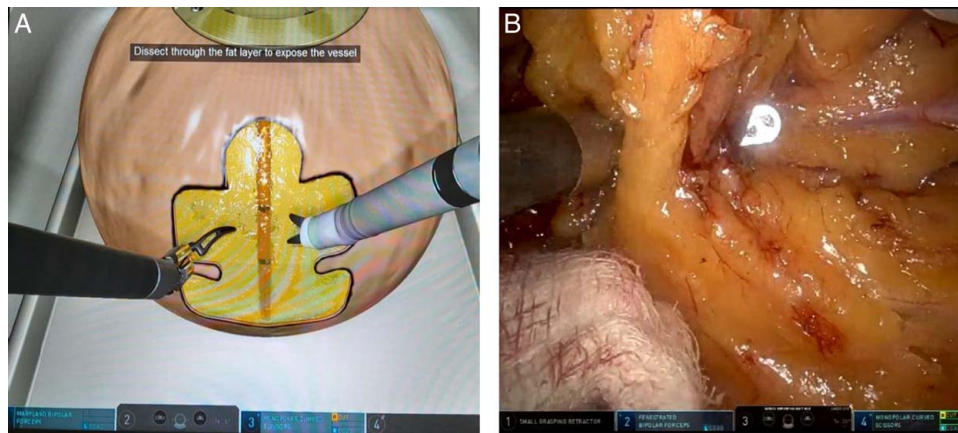 A
Dissect through the fat layer to expose the vessel
MARYLAND BIPOLAR
FORCEPS
2
3
MONOPOLAR CURVED
SCISSORS
4
B
1
SMALL GRASPING RETRACTOR
2
FENESTRATED
BIPOLAR FORCEPS
3
4
MONOPOLAR CURVED
SCISSORS